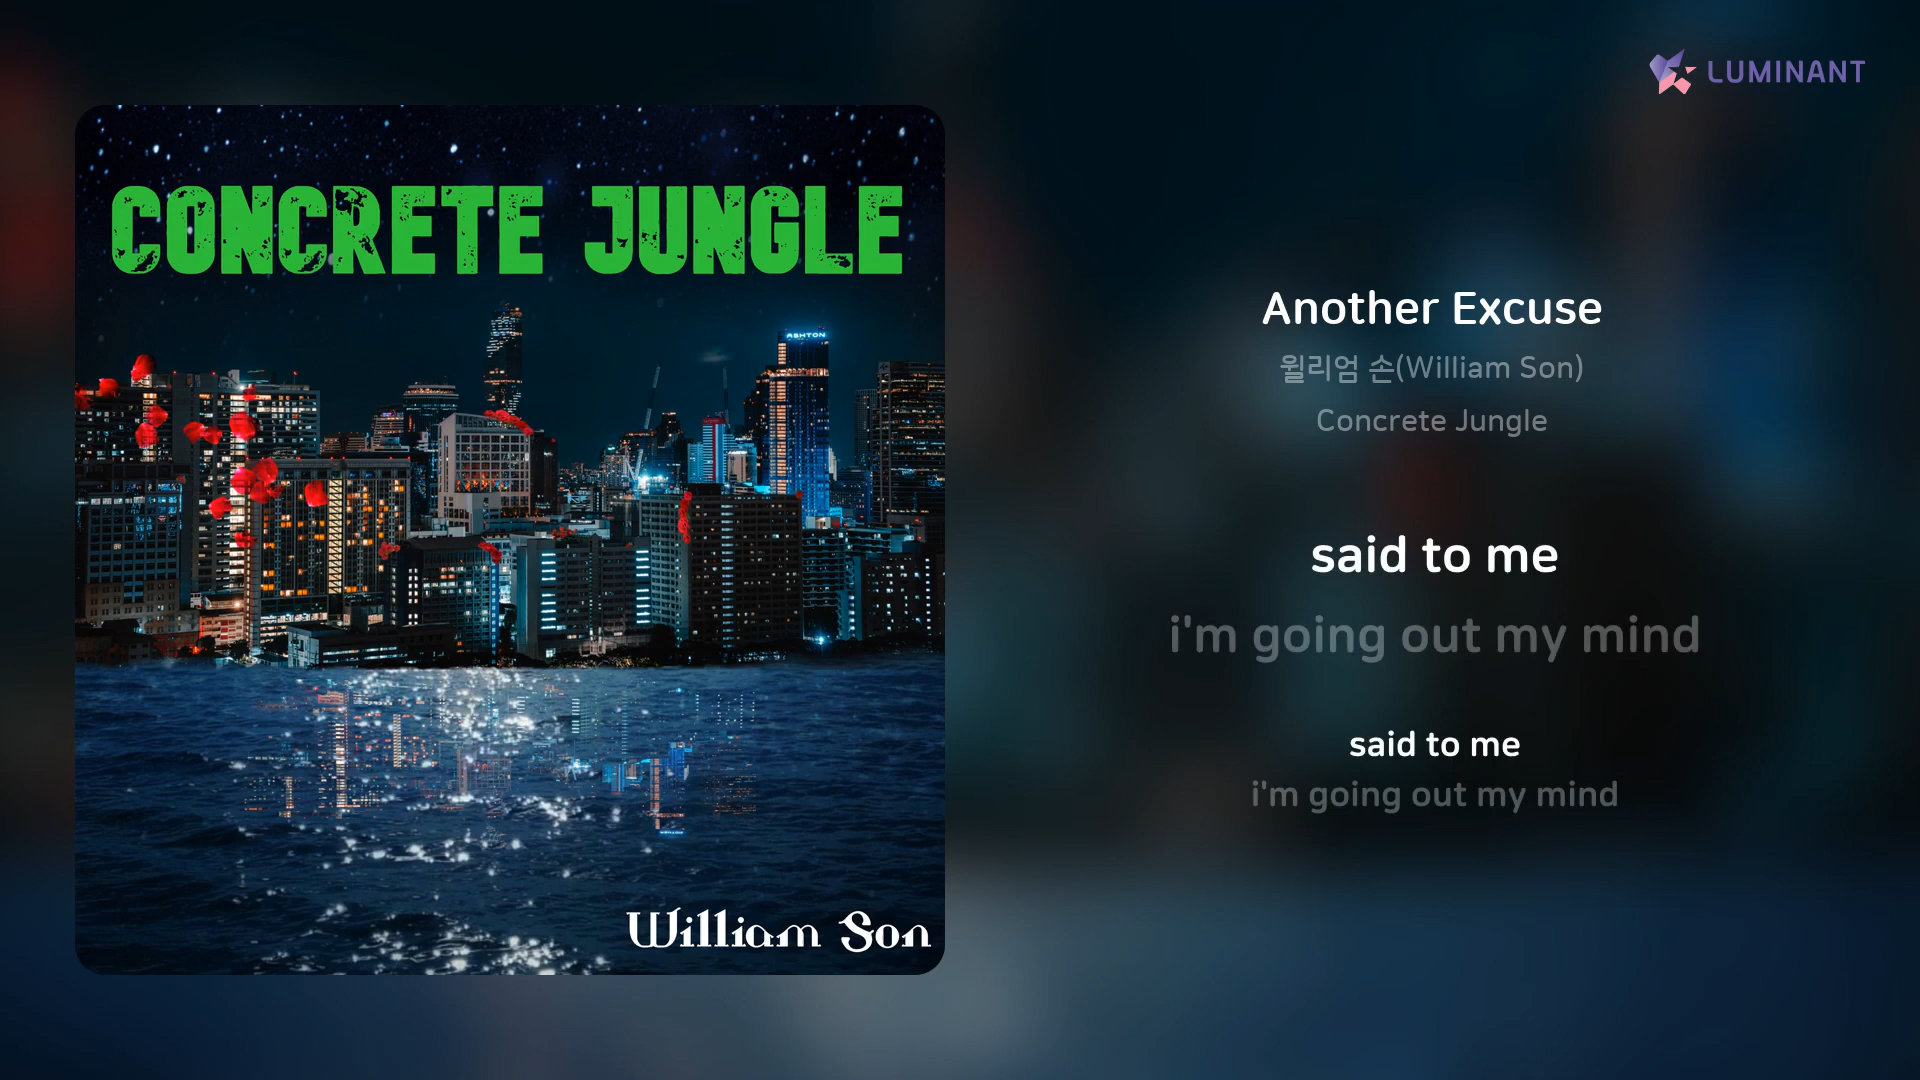 LUMINANT
CONCRETE JUNGLE
ASHTON
William Son
Another Excuse
윌리엄 손(William Son)
Concrete Jungle
said to me
i'm going out my mind
said to me
i'm going out my mind